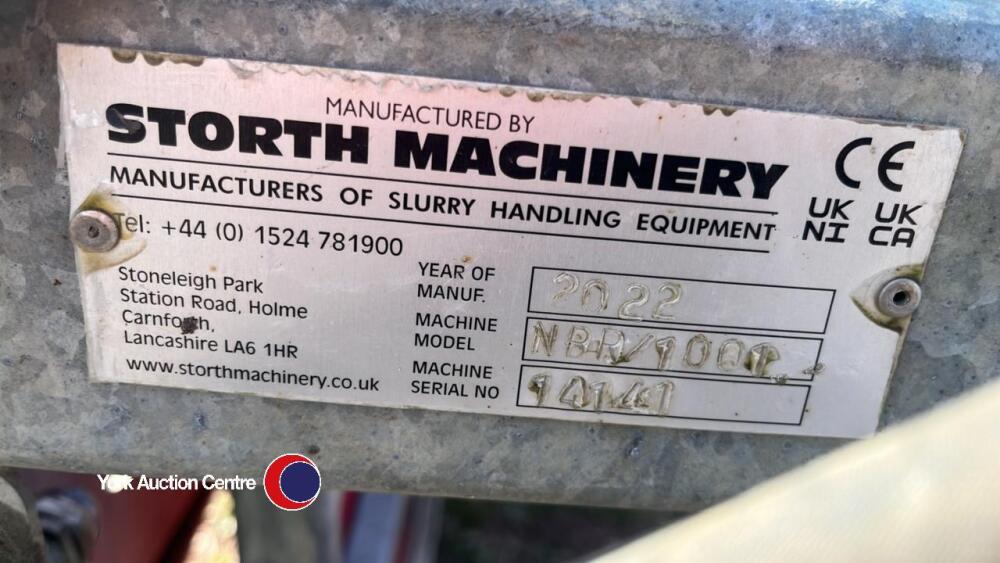 MANUFACTURED BY
STORTH MACHINERY
MANUFACTURERS OF SLURRY HANDLING EQUIPMENT
CE
UK UK
NI CA
Tel: +44 (0) 1524 781900
Stoneleigh Park
Station Road, Holme
Carnforth,
Lancashire LA6 1HR
www.storthmachinery.co.uk
YEAR OF
MANUF. 2022
MACHINE
MODEL NBR/1001
MACHINE
SERIAL NO 14141
York Auction Centre